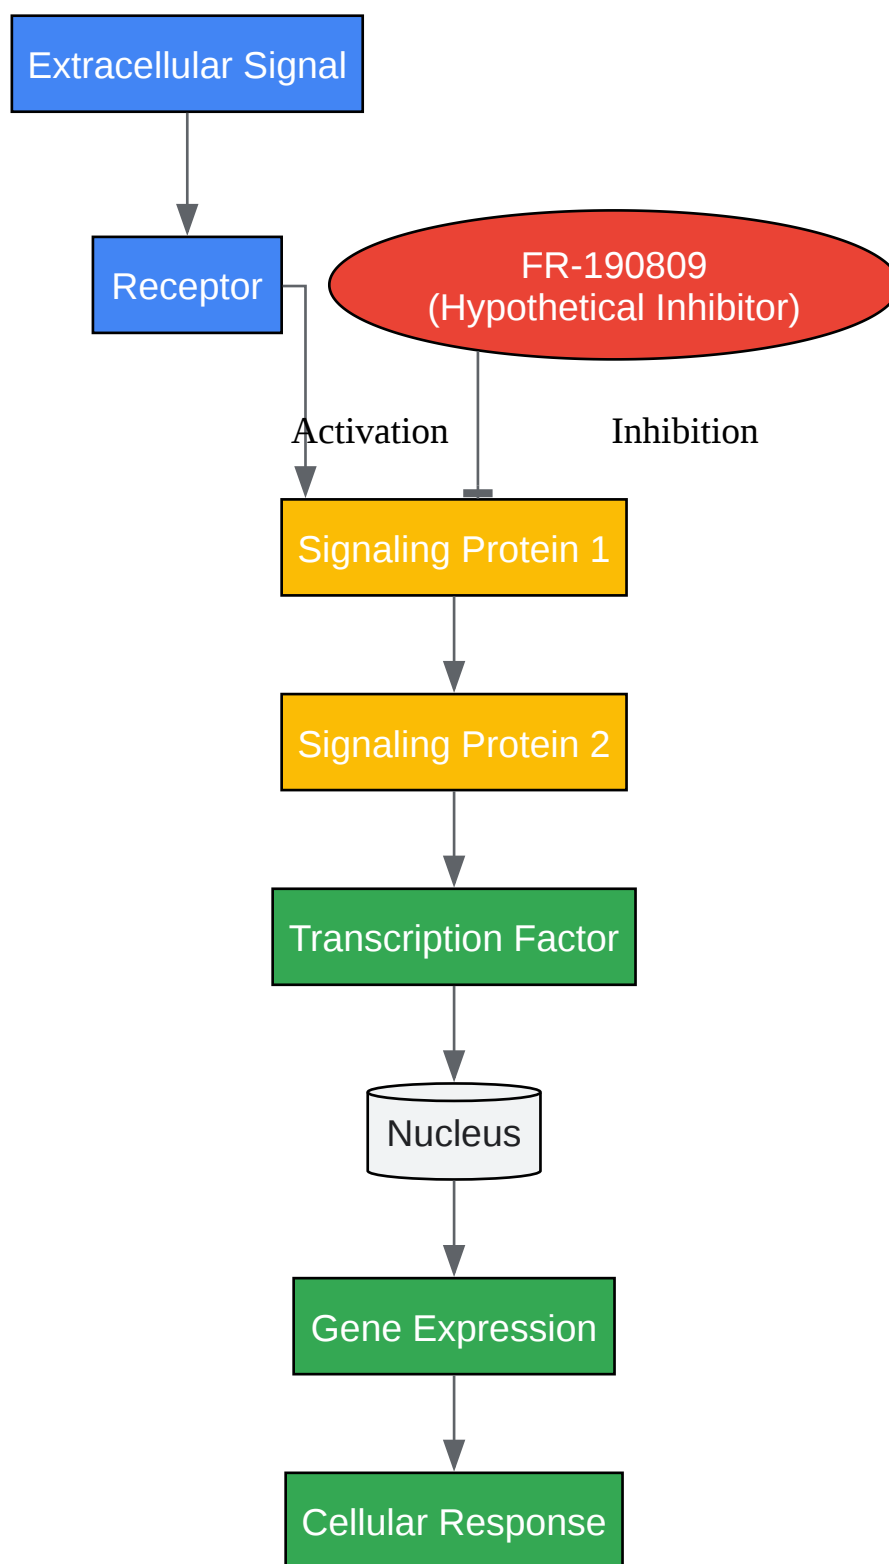 Extracellular Signal
Receptor
FR-190809
(Hypothetical Inhibitor)
Activation
Inhibition
Signaling Protein 1
Signaling Protein 2
Transcription Factor
Nucleus
Gene Expression
Cellular Response